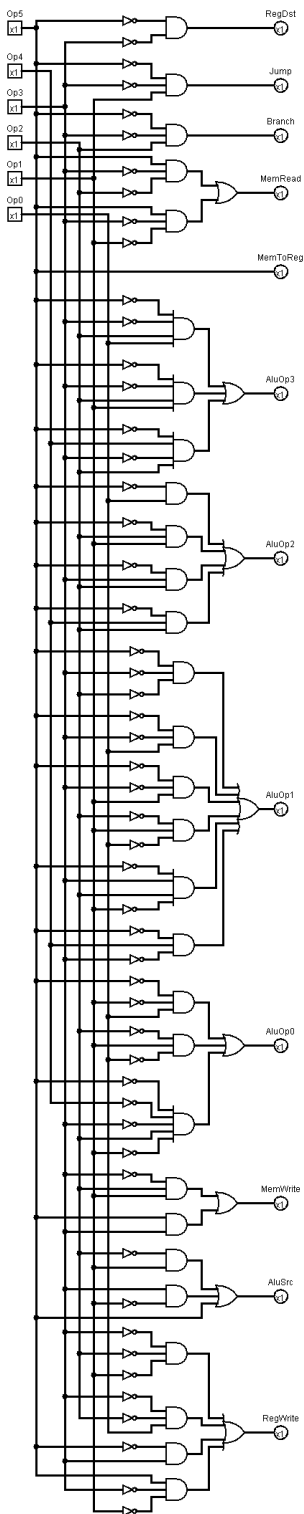 Op5
x1
RegDst
x1
Op4
x1
Jump
x1
Op3
x1
Branch
x1
Op2
x1
Op1
x1
MemRead
x1
Op0
x1
MemToReg
x1
AluOp3
x1
AluOp2
x1
AluOp1
x1
AluOp0
x1
MemWrite
x1
AluSrc
x1
RegWrite
x1